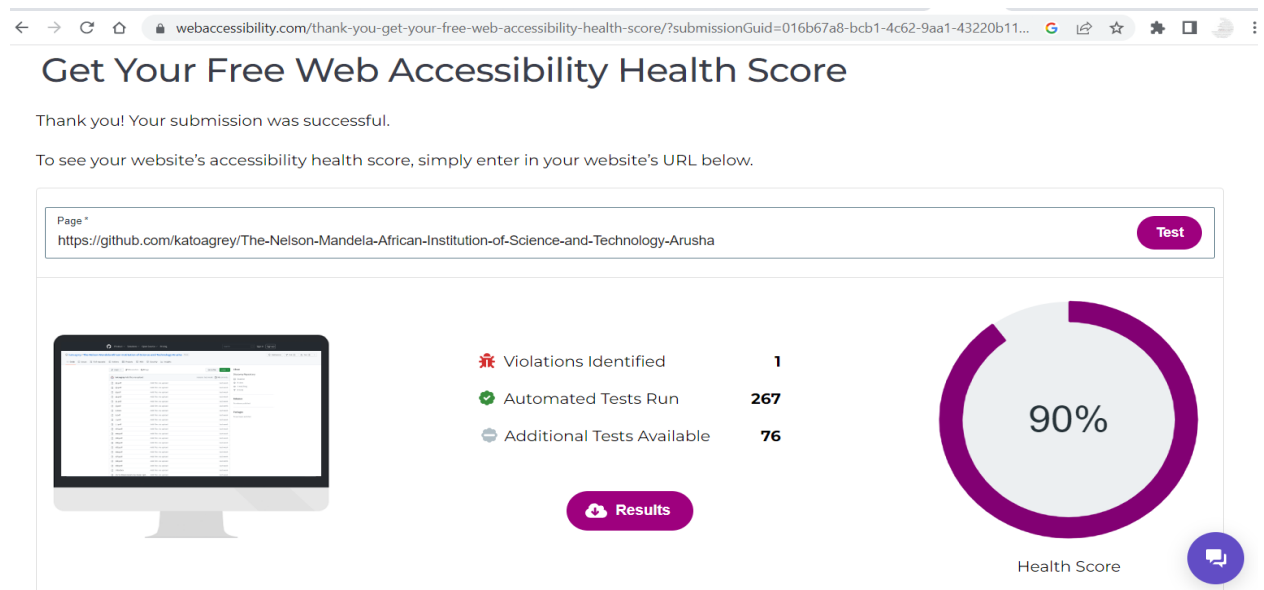 webaccessibility.com/thank-you-get-your-free-web-accessibility-health-score/?submissionGuid=016b67a8-bcb1-4c62-9aa1-43220b11...
Get Your Free Web Accessibility Health Score
Thank you! Your submission was successful.
To see your website’s accessibility health score, simply enter in your website’s URL below.
Page *
https://github.com/katoagrey/The-Nelson-Mandela-African-Institution-of-Science-and-Technology-Arusha
Test
Violations Identified 1
Automated Tests Run 267
Additional Tests Available 76
Results
90%
Health Score